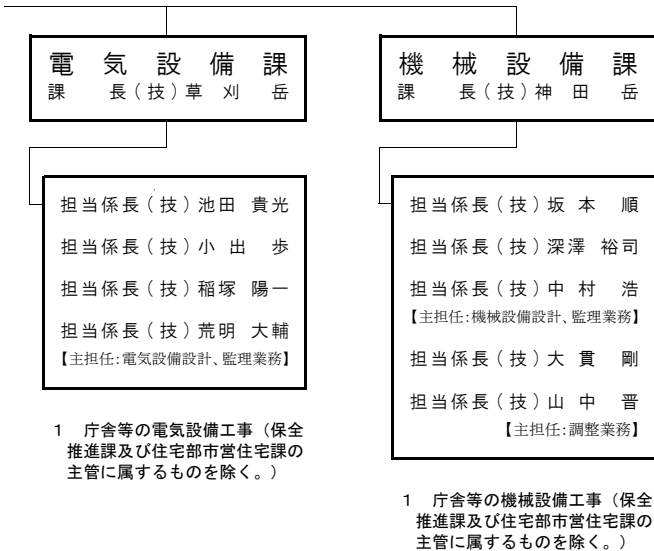 電気設備課
課長(技)草刈岳
担当係長(技)池田 貴光
担当係長(技)小出 歩
担当係長(技)稲塚 陽一
担当係長(技)荒明 大輔
【主担任:電気設備設計、監理業務】
1 庁舎等の電気設備工事(保全
推進課及び住宅部市営住宅課の
主管に属するものを除く。)
機械設備課
課長(技)神田岳
担当係長(技)坂本 順
担当係長(技)深澤 裕司
担当係長(技)中村 浩
【主担任:機械設備設計、監理業務】
担当係長(技)大貫 剛
担当係長(技)山中 晋
【主担任:調整業務】
1 庁舎等の機械設備工事(保全
推進課及び住宅部市営住宅課の
主管に属するものを除く。)